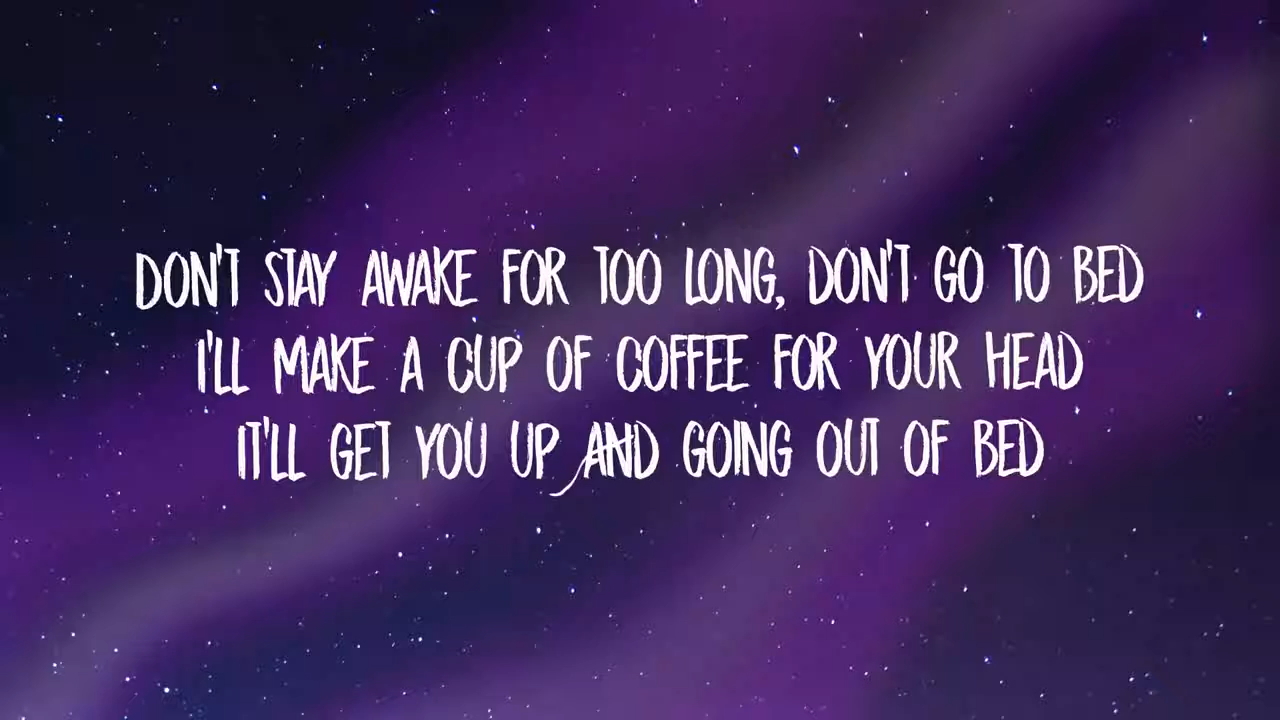 DON'T STAY AWAKE FOR TOO LONG, DON'T GO TO BED
I'LL MAKE A CUP OF COFFEE FOR YOUR HEAD
IT'LL GET YOU UP AND GOING OUT OF BED